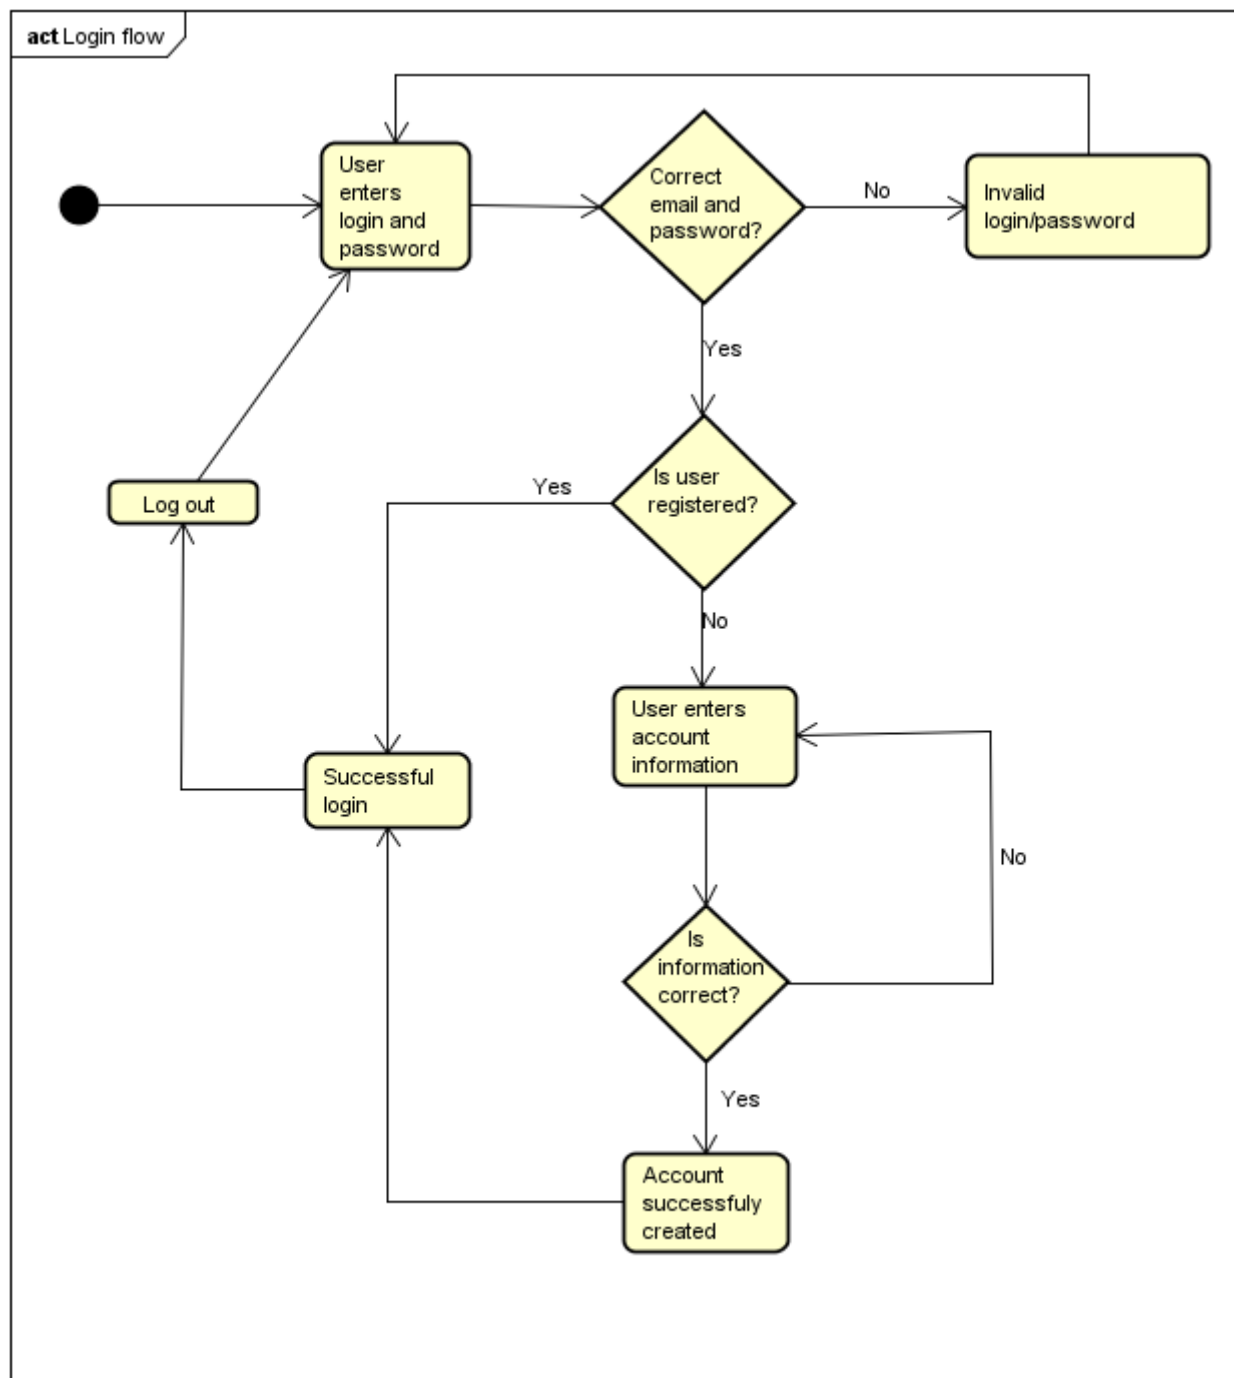 act Login flow
User
enters
login and
password
Correct
email and
password?
No
Invalid
login/password
Yes
Is user
registered?
Yes
Log out
No
User enters
account
information
Successful
login
No
Is
information
correct?
Yes
Account
successfuly
created